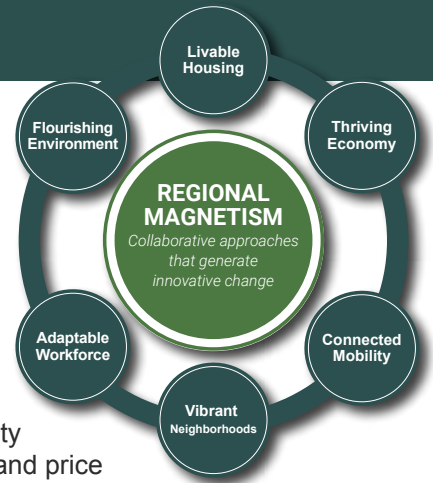 Livable
Housing
Flourishing
Environment
Thriving
Economy
REGIONAL
MAGNETISM
Collaborative approaches
that generate
innovative change
Adaptable
Workforce
Connected
Mobility
Vibrant
Neighborhoods
ty
and price